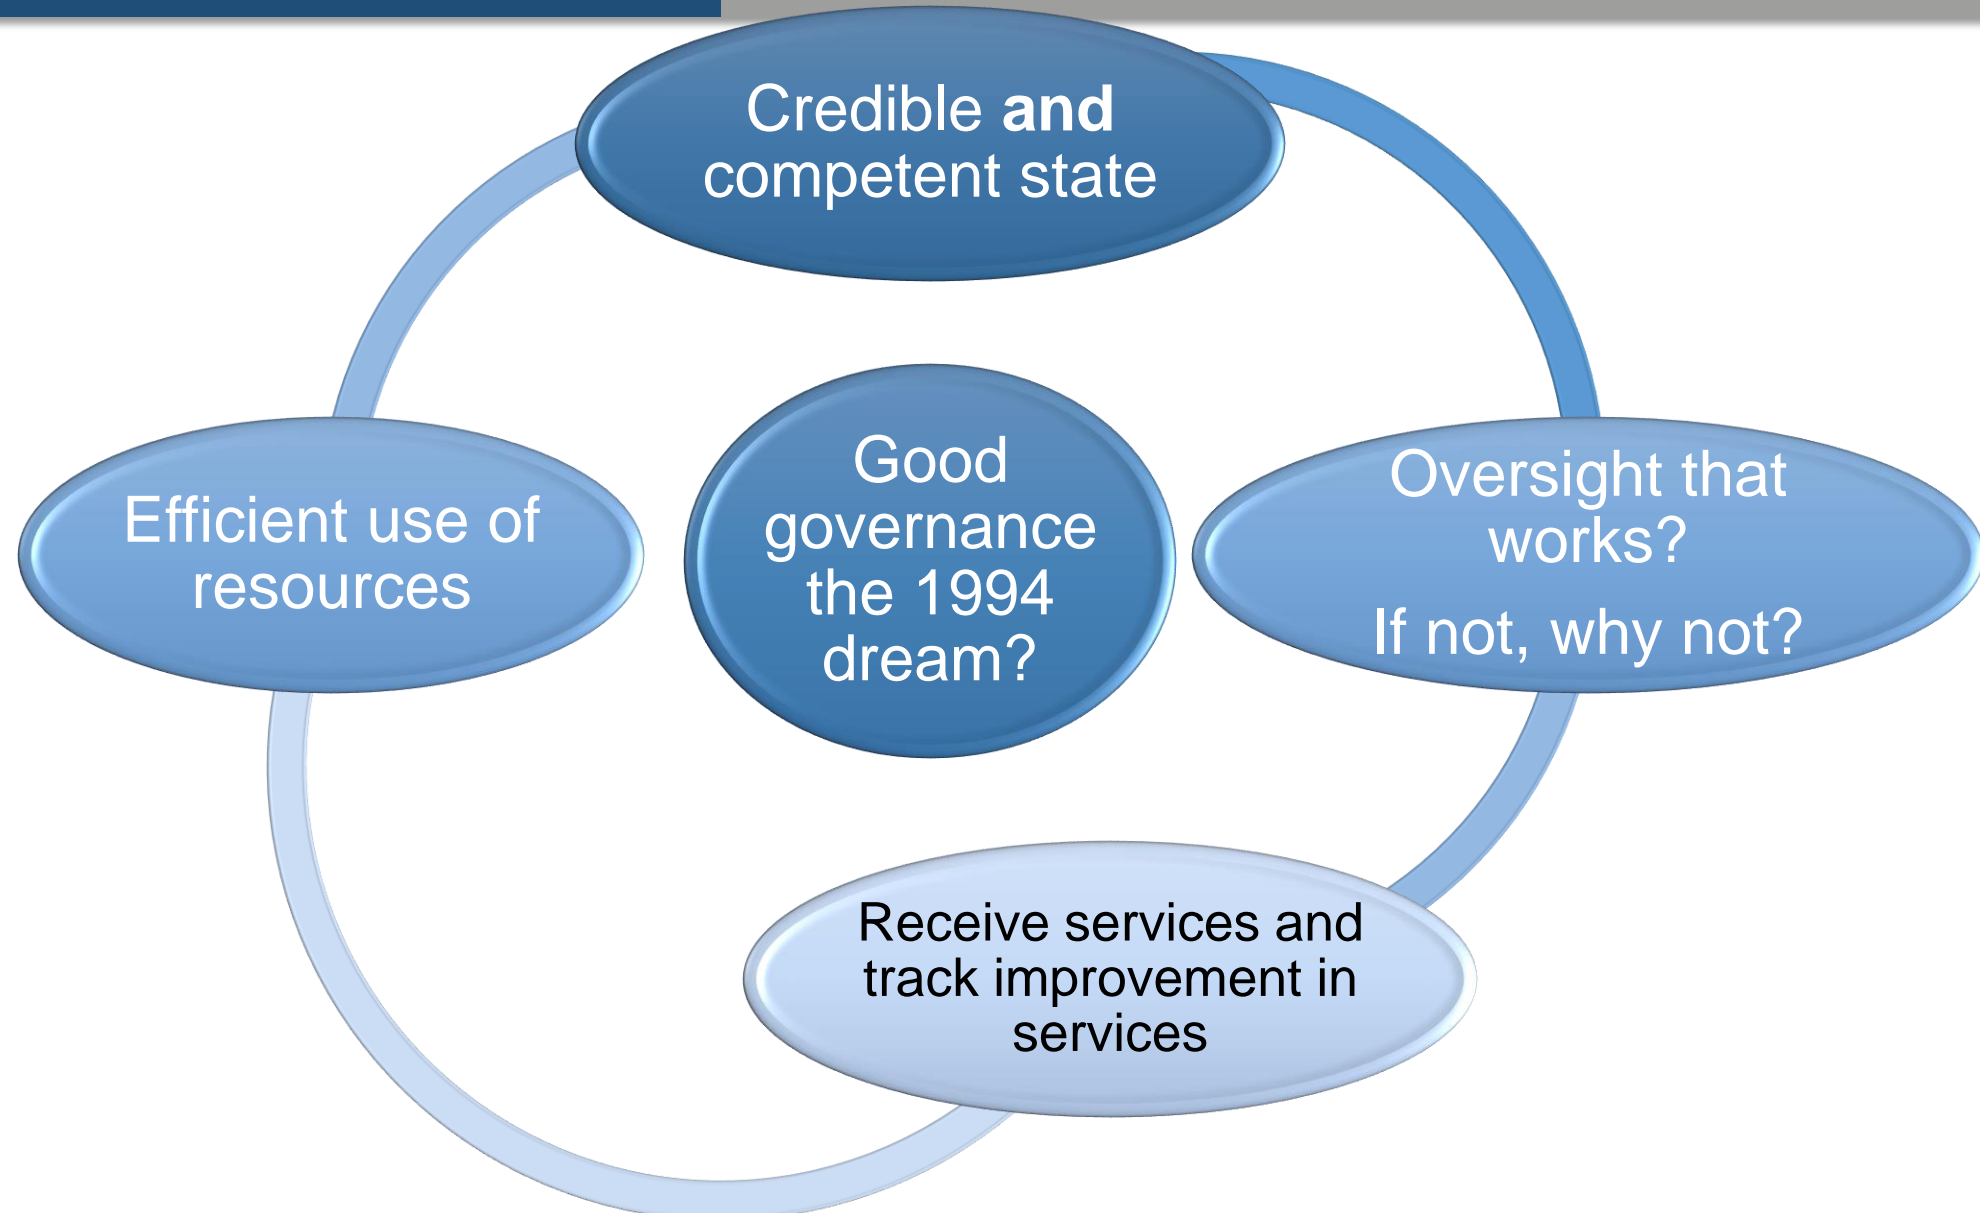 Credible and
competent state
Good
governance
the 1994
dream?
Oversight that
works?
If not, why not?
Receive services and
track improvement in
services
Efficient use of
resources